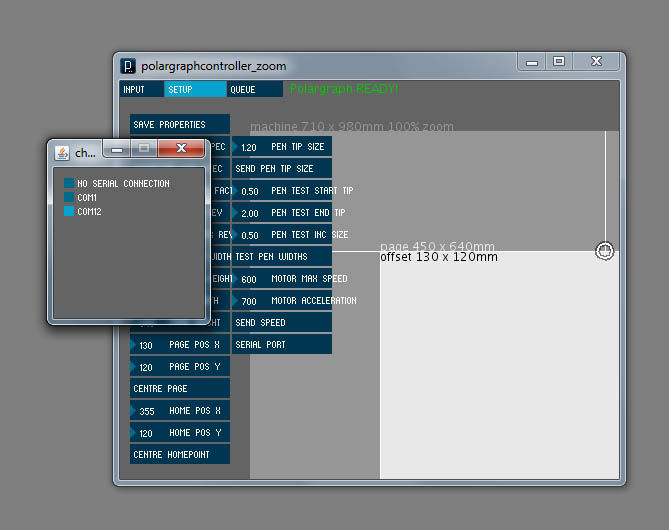 polargraphcontroller_zoom
INPUT SETUP QUEUE Polargraph READY!
SAVE PROPERTIES
machine 710 x 980mm 100% zoom
ch...
NO SERIAL CONNECTION
COM1
COM12
PEC 1.20 PEN TIP SIZE
PEC SEND PEN TIP SIZE
FACT 0.50 PEN TEST START TIP
REV 2.00 PEN TEST END TIP
REV 0.50 PEN TEST INC SIZE
page 450 x 640mm
WIDTH TEST PEN WIDTHS
offset 130 x 120mm
HEIGHT 600 MOTOR MAX SPEED
TH 700 MOTOR ACCELERATION
HT SEND SPEED
130 PAGE POS X SERIAL PORT
120 PAGE POS Y
CENTRE PAGE
355 HOME POS X
120 HOME POS Y
CENTRE HOMEPOINT